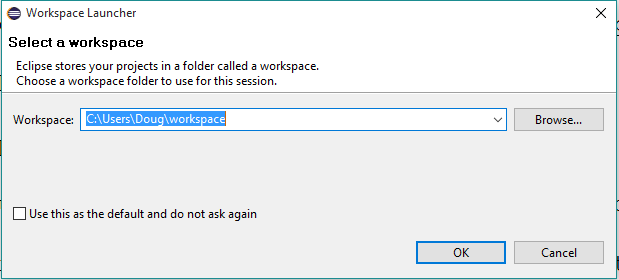 Workspace Launcher
Select a workspace
Eclipse stores your projects in a folder called a workspace.
Choose a workspace folder to use for this session.
Workspace: C:\Users\Doug\workspace Browse...
Use this as the default and do not ask again
OK Cancel